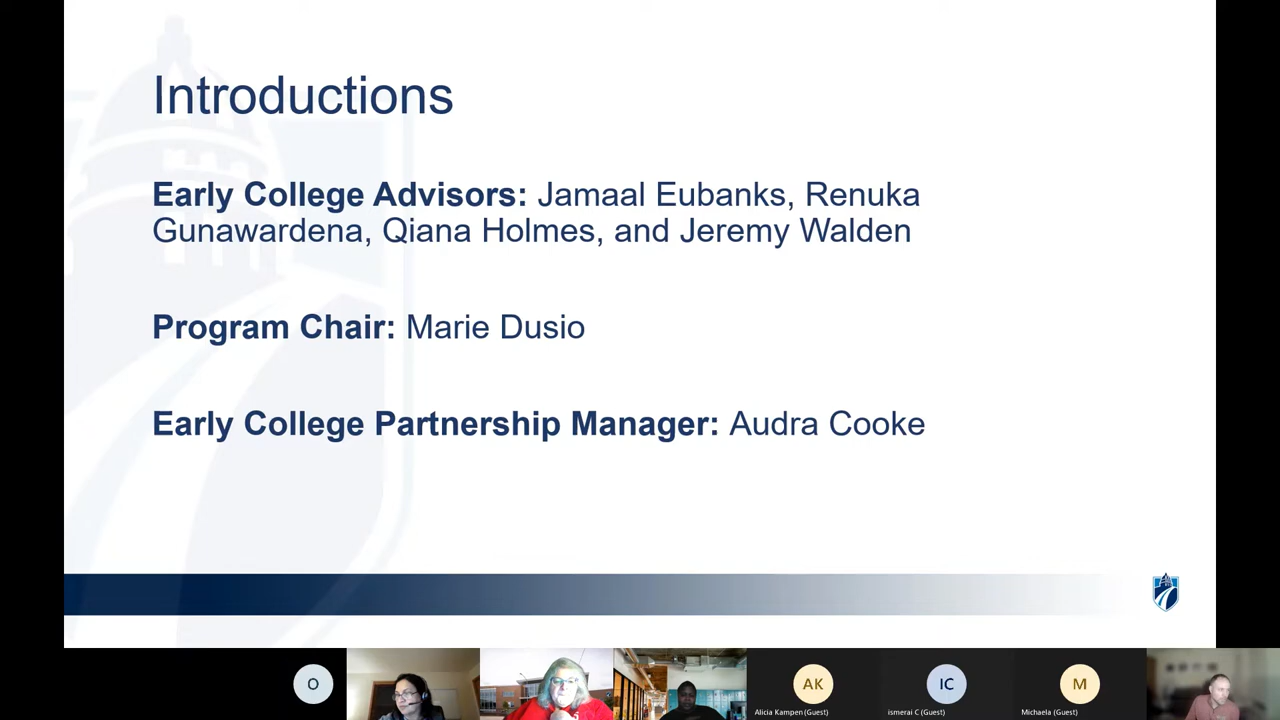 Introductions
Early College Advisors: Jamaal Eubanks, Renuka
Gunawardena, Qiana Holmes, and Jeremy Walden
Program Chair: Marie Dusio
Early College Partnership Manager: Audra Cooke
O
AK
IC
M
Alicia Kampen (Guest)
ismerai C (Guest)
Michaela (Guest)